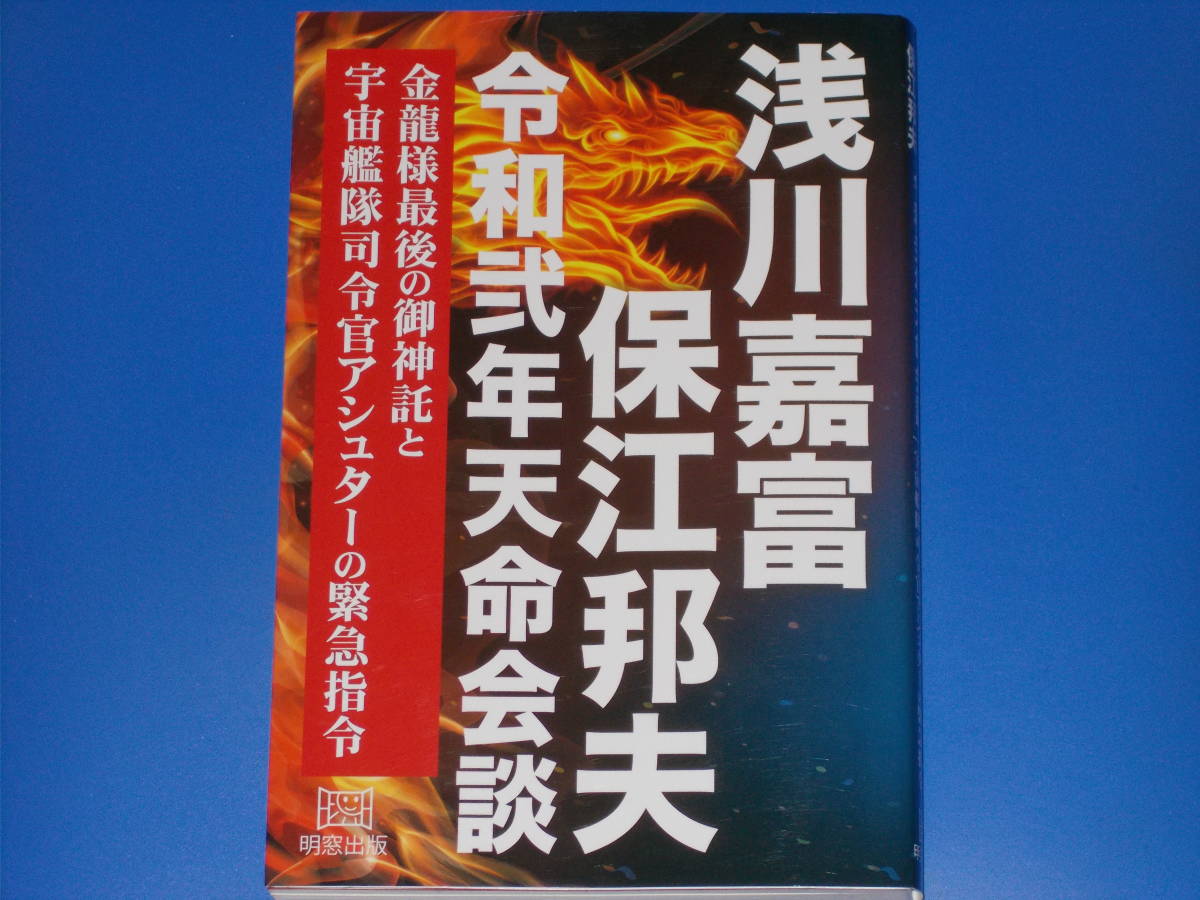 浅川嘉富
保江邦夫
令和弐年天命会談
金龍様最後の御神託と
宇宙艦隊司令官アシュターの緊急指令
明窓出版